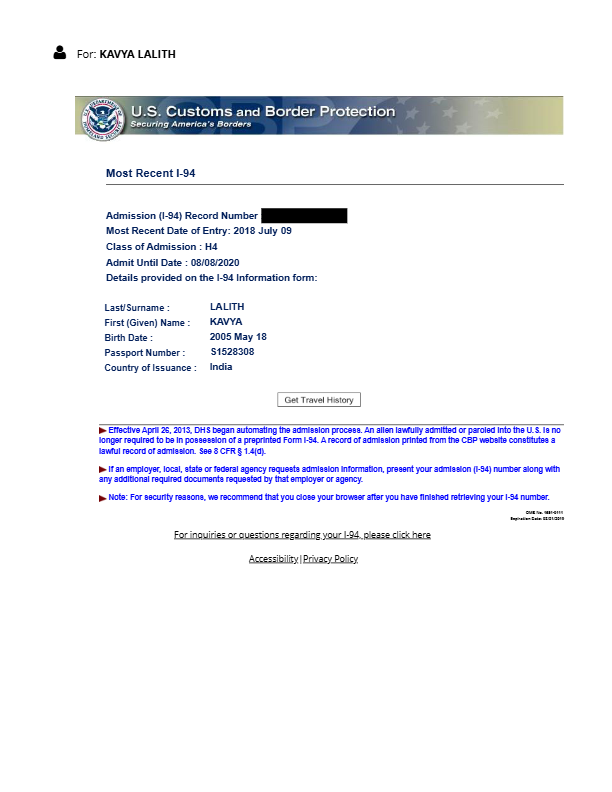 For: KAVYA LALITH
U.S. Customs and Border Protection
Securing America's Borders
Most Recent I-94
Admission (I-94) Record Number
Most Recent Date of Entry: 2018 July 09
Class of Admission : H4
Admit Until Date : 08/08/2020
Details provided on the I-94 Information form:
Last/Surname : LALITH
First (Given) Name : KAVYA
Birth Date : 2005 May 18
Passport Number : S1528308
Country of Issuance : India
Get Travel History
Effective April 26, 2013, DHS began automating the admission process. An alien lawfully admitted or paroled into the U.S. is no
longer required to be in possession of a preprinted Form I-94. A record of admission printed from the CBP website constitutes a
lawful record of admission. See 8 CFR § 1.4(d).
If an employer, local, state or federal agency requests admission information, present your admission (I-94) number along with
any additional required documents requested by that employer or agency.
Note: For security reasons, we recommend that you close your browser after you have finished retrieving your I-94 number.
OMB No. 1651-0111
Expiration Date:
For inquiries or questions regarding your I-94, please click here
Accessibility|Privacy Policy